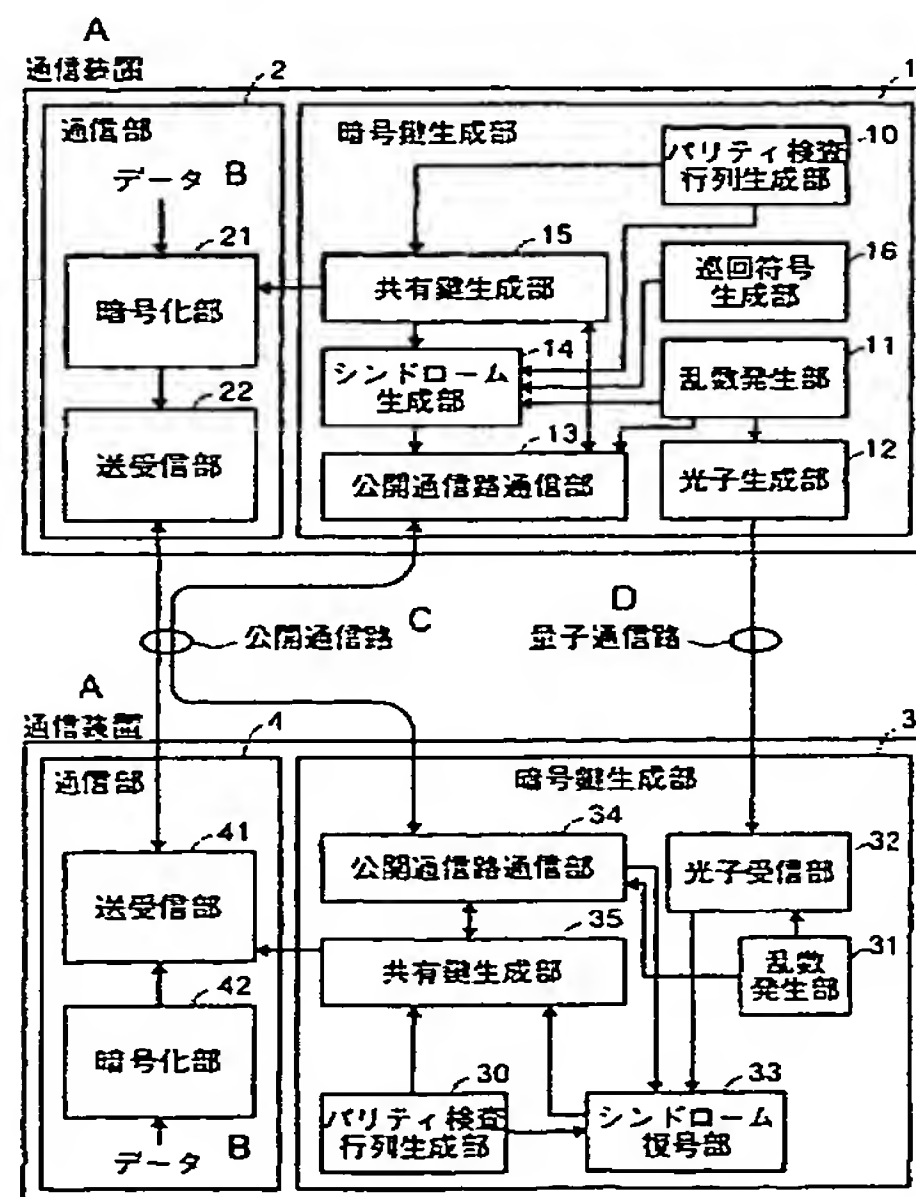 A
通信装置
2
1
通信部
暗号鍵生成部
データ B
パリティ検査
行列生成部
10
21
暗号化部
15
共有鍵生成部
巡回符号
生成部
16
14
シンドローム
生成部
乱数発生部
11
22
送受信部
13
公開通信路通信部
光子生成部
12
公開通信路 C
D
量子通信路
A
通信装置
4
3
通信部
暗号鍵生成部
41
送受信部
34
公開通信路通信部
光子受信部
32
35
共有鍵生成部
乱数
発生部
31
42
暗号化部
30
パリティ検査
行列生成部
33
シンドローム
復号部
データ B